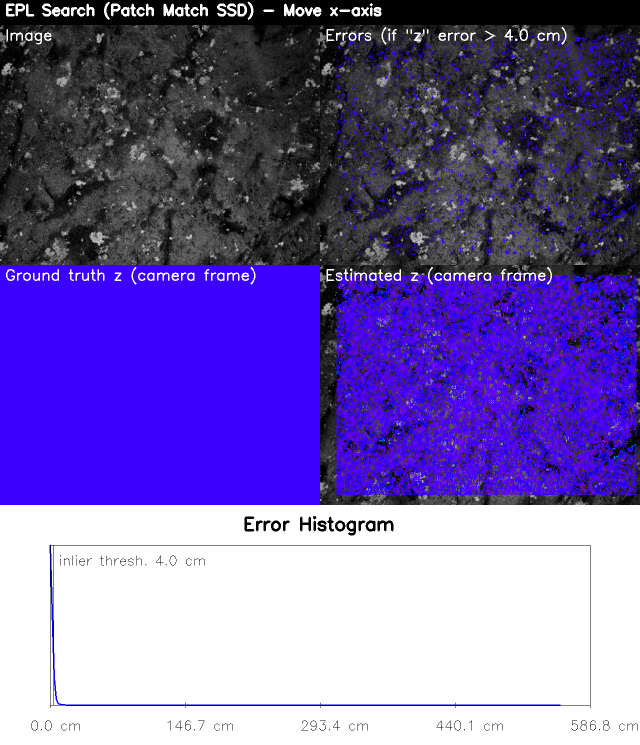 EPL Search (Patch Match SSD) - Move x-axis
Image
Errors (if "z" error > 4.0 cm)
Ground truth z (camera frame)
Estimated z (camera frame)
Error Histogram
inlier thresh. 4.0 cm
0.0 cm
146.7 cm
293.4 cm
440.1 cm
586.8 cm